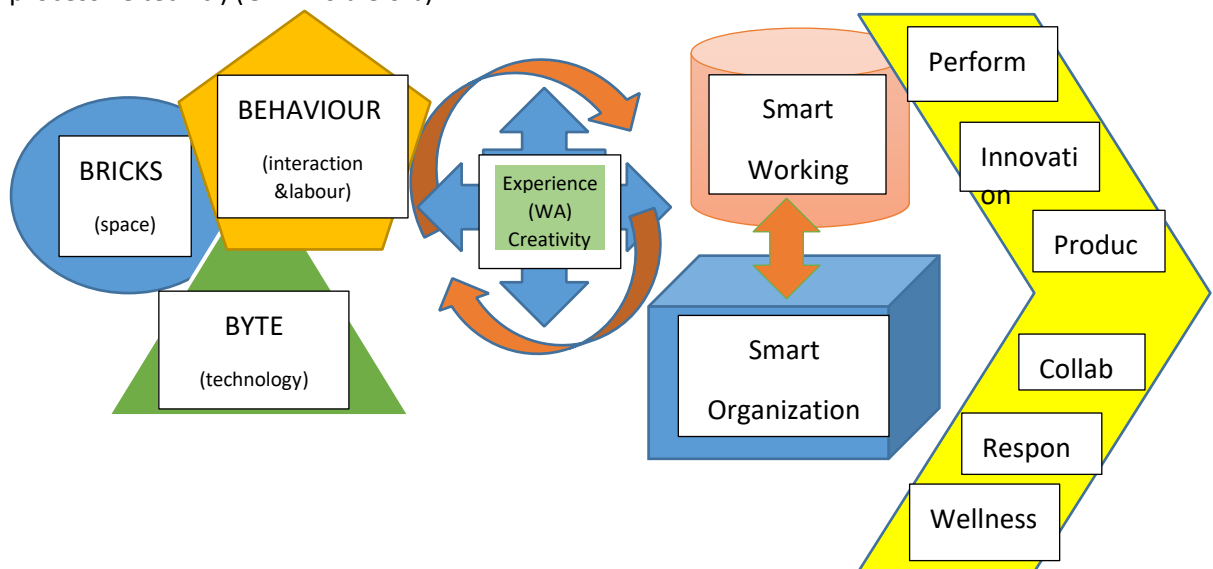 BRICKS
(space)
BEHAVIOUR
(interaction
&labour)
BYTE
(technology)
Experience
(WA)
Creativity
Smart
Working
Smart
Organization
Perform
Innovati
on
Produc
Collab
Respon
Wellness